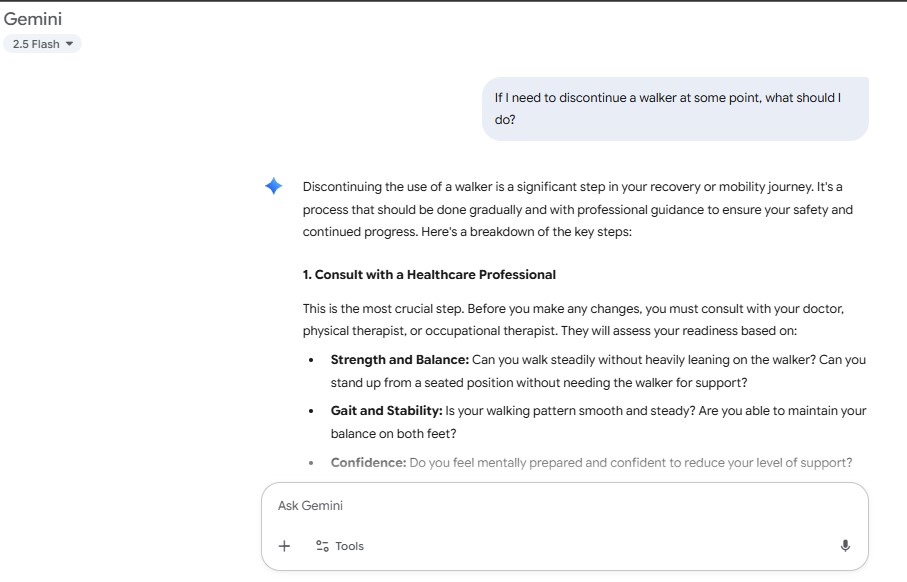 Gemini
2.5 Flash
If I need to discontinue a walker at some point, what should I
do?
Discontinuing the use of a walker is a significant step in your recovery or mobility journey. It's a
process that should be done gradually and with professional guidance to ensure your safety and
continued progress. Here's a breakdown of the key steps:
1. Consult with a Healthcare Professional
This is the most crucial step. Before you make any changes, you must consult with your doctor,
physical therapist, or occupational therapist. They will assess your readiness based on:
• Strength and Balance: Can you walk steadily without heavily leaning on the walker? Can you
stand up from a seated position without needing the walker for support?
• Gait and Stability: Is your walking pattern smooth and steady? Are you able to maintain your
balance on both feet?
• Confidence: Do you feel mentally prepared and confident to reduce your level of support?
Ask Gemini
Tools